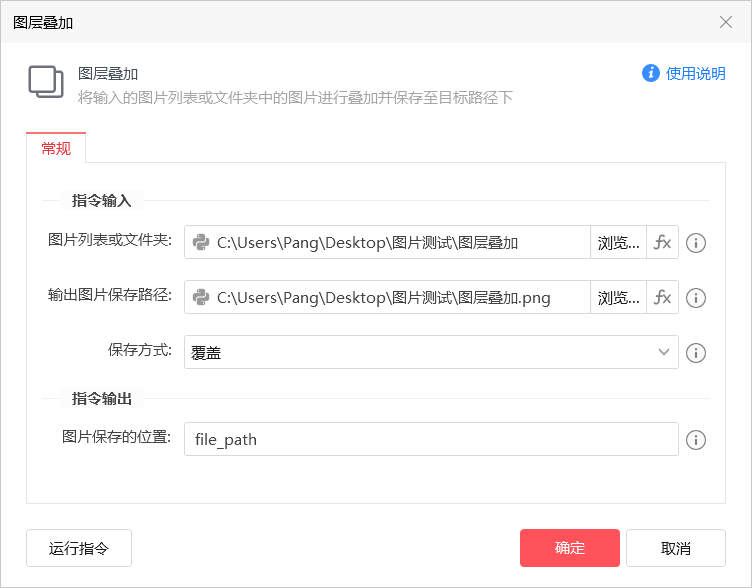 图层叠加
图层叠加
使用说明
将输入的图片列表或文件夹中的图片进行叠加并保存至目标路径下
常规
指令输入
图片列表或文件夹: C:\Users\Pang\Desktop\图片测试\图层叠加 浏览... fx
输出图片保存路径: C:\Users\Pang\Desktop\图片测试\图层叠加.png 浏览... fx
保存方式: 覆盖
指令输出
图片保存的位置: file_path
运行指令 确定 取消